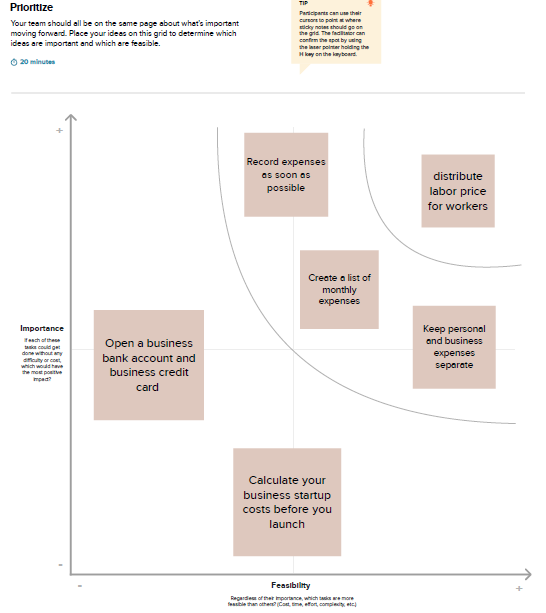 Prioritize
Your team should all be on the same page about what's important
moving forward. Place your ideas on this grid to determine which
ideas are important and which are feasible.
20 minutes
TIP
Participants can use their
cursors to point at where
sticky notes should go on
the grid. The facilitator can
confirm the spot by using
the laser pointer holding the
H key on the keyboard.
+
Record expenses
as soon as
possible
distribute
labor price
for workers
Create a list of
monthly
expenses
Keep personal
and business
expenses
separate
Importance
If each of these
tasks could get
done without any
difficulty or cost,
which would have
the most positive
impact?
Open a business
bank account and
business credit
card
Calculate your
business startup
costs before you
launch
-
-
Feasibility
+
Regardless of their importance, which tasks are more
feasible than others? (Cost, time, effort, complexity, etc.)